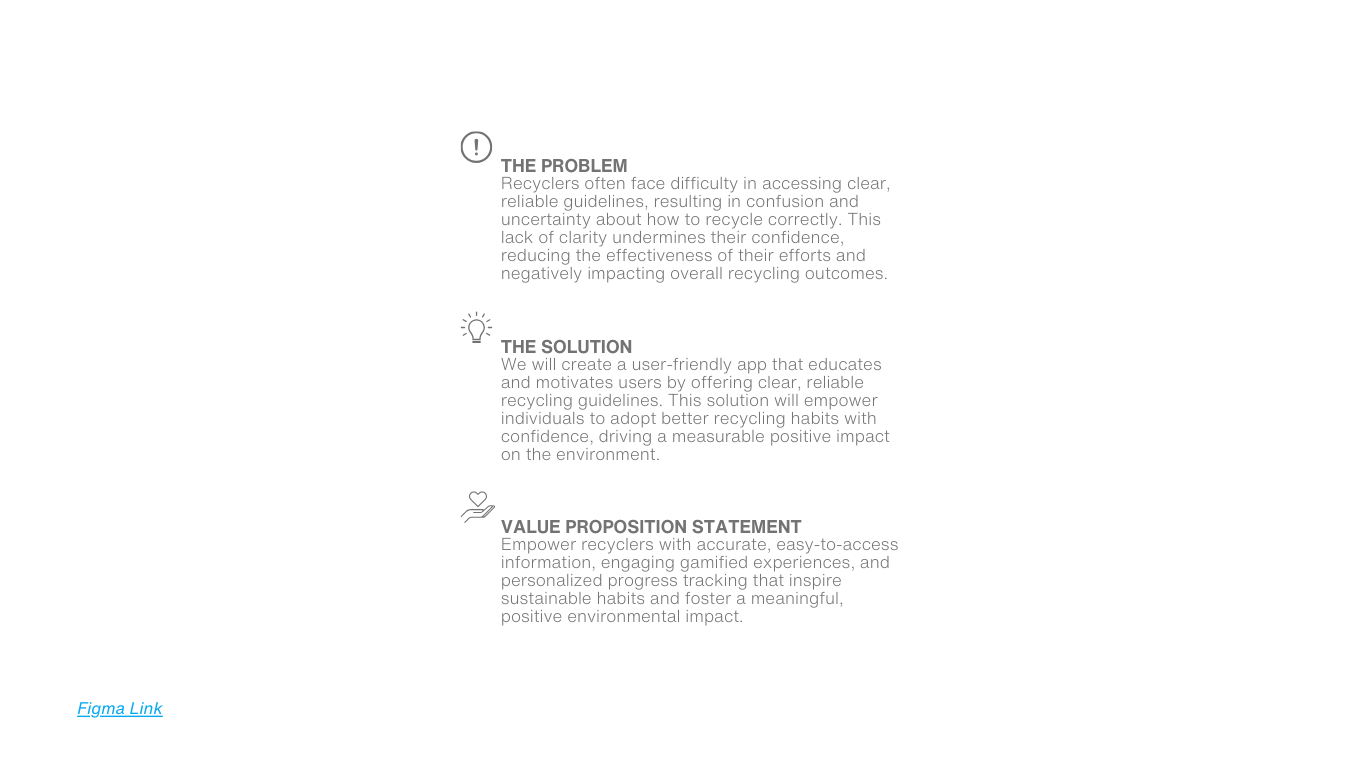 THE PROBLEM
Recyclers often face difficulty in accessing clear,
reliable guidelines, resulting in confusion and
uncertainty about how to recycle correctly. This
lack of clarity undermines their confidence,
reducing the effectiveness of their efforts and
negatively impacting overall recycling outcomes.
THE SOLUTION
We will create a user-friendly app that educates
and motivates users by offering clear, reliable
recycling guidelines. This solution will empower
individuals to adopt better recycling habits with
confidence, driving a measurable positive impact
on the environment.
VALUE PROPOSITION STATEMENT
Empower recyclers with accurate, easy-to-access
information, engaging gamified experiences, and
personalized progress tracking that inspire
sustainable habits and foster a meaningful,
positive environmental impact.
Figma Link